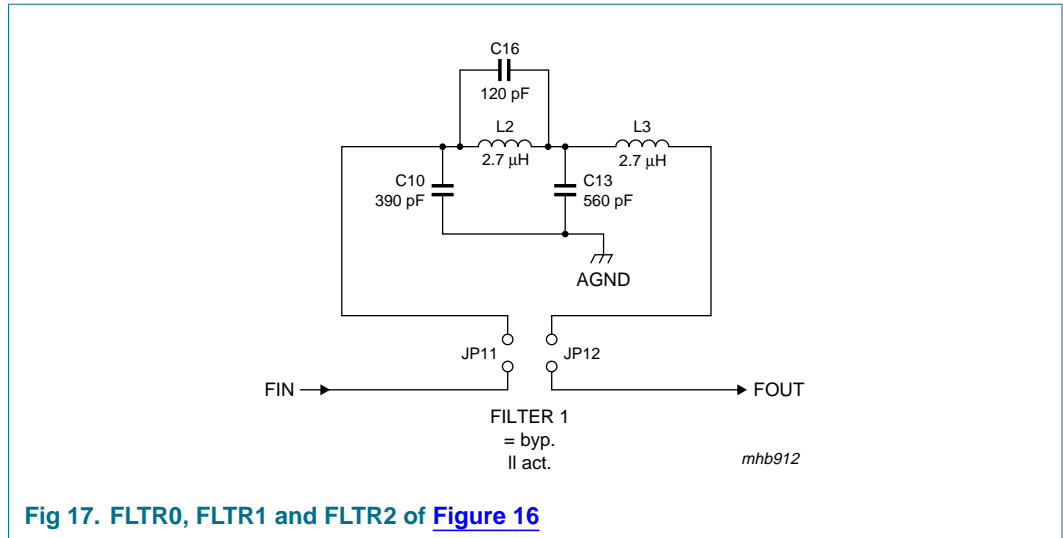 C16
120 pF
L2
2.7 μH
L3
2.7 μH
C10
390 pF
C13
560 pF
AGND
JP11
JP12
FIN
FOUT
FILTER 1
= byp.
ll act.
mhb912
Fig 17. FLTR0, FLTR1 and FLTR2 of Figure 16